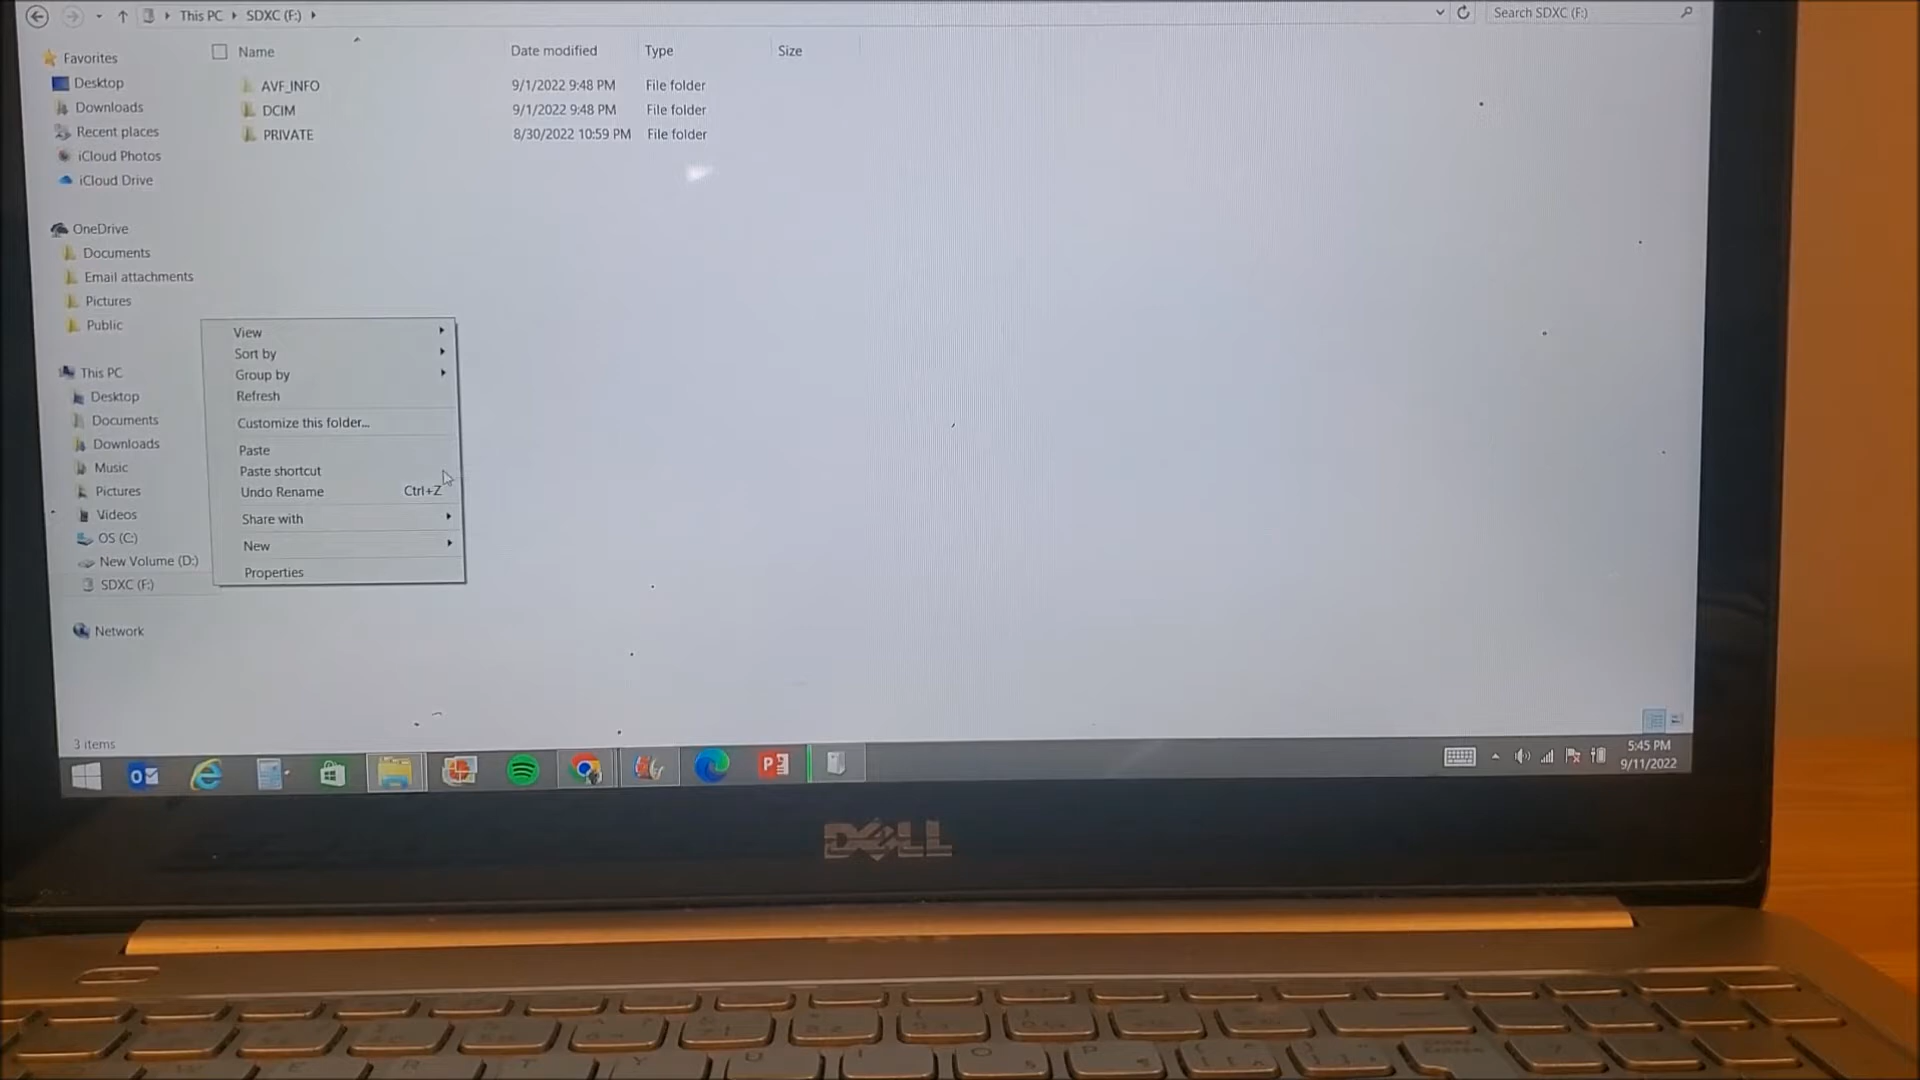 This PC SDXC (F:)
Search SDXC (F:)
Name Date modified Type Size
AVF_INFO 9/1/2022 9:48 PM File folder
DCIM 9/1/2022 9:48 PM File folder
PRIVATE 8/30/2022 10:59 PM File folder
Favorites
Desktop
Downloads
Recent places
iCloud Photos
iCloud Drive
OneDrive
Documents
Email attachments
Pictures
Public
This PC
Desktop
Documents
Downloads
Music
Pictures
Videos
OS (C:)
New Volume (D:)
SDXC (F:)
Network
View
Sort by
Group by
Refresh
Customize this folder...
Paste
Paste shortcut
Undo Rename Ctrl+Z
Share with
New
Properties
3 items
5:45 PM
9/11/2022
DELL